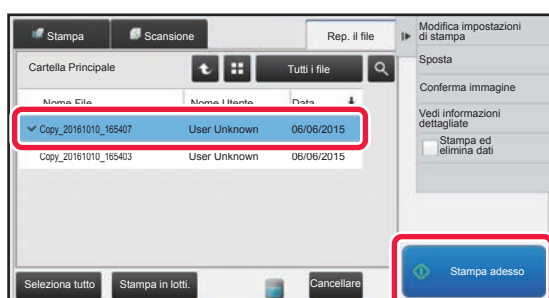 Stampa
Scansione
Rep. il file
Cartella Principale
Tutti i file
Nome File
Nome Utente
Data
Copy_20161010_165407
User Unknown
06/06/2015
Copy_20161010_165403
User Unknown
06/06/2015
Seleziona tutto
Stampa in lotti.
Cancellare
Modifica impostazioni
di stampa
Sposta
Conferma immagine
Vedi informazioni
dettagliate
Stampa ed
elimina dati
Stampa adesso